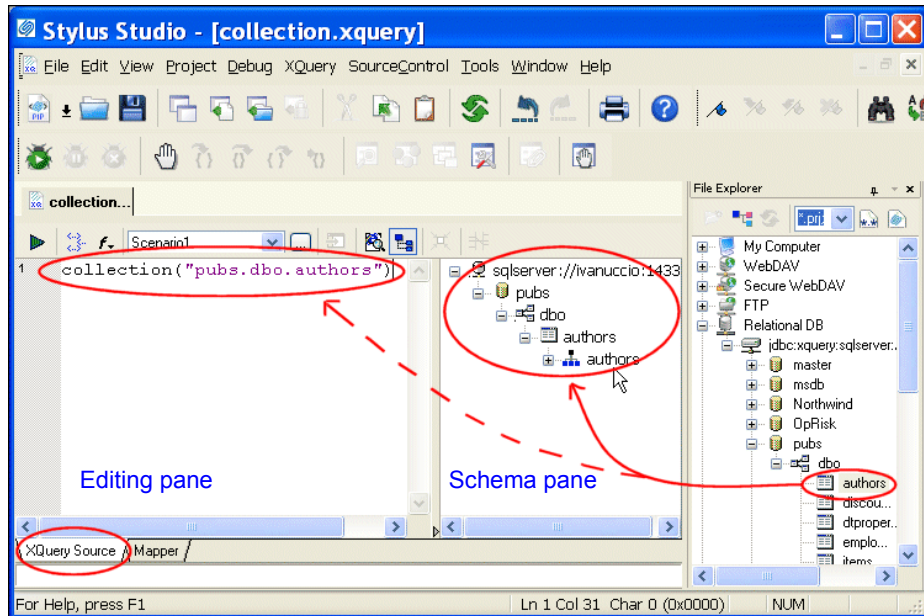 Stylus Studio - [collection.xquery]
File Edit View Project Debug XQuery SourceControl Tools Window Help
collection...
Scenario1
1 collection("pubs.dbo.authors")
Editing pane
XQuery Source Mapper
sqlserver://ivanuccio:1433
pubs
dbo
authors
authors
Schema pane
File Explorer
*.prj
My Computer
WebDAV
Secure WebDAV
FTP
Relational DB
jdbc:xquery:sqlserver:..
master
msdb
Northwind
OpRisk
pubs
dbo
authors
discou...
dtproper...
emplo...
items
For Help, press F1 Ln 1 Col 31 Char 0 (0x0000) NUM